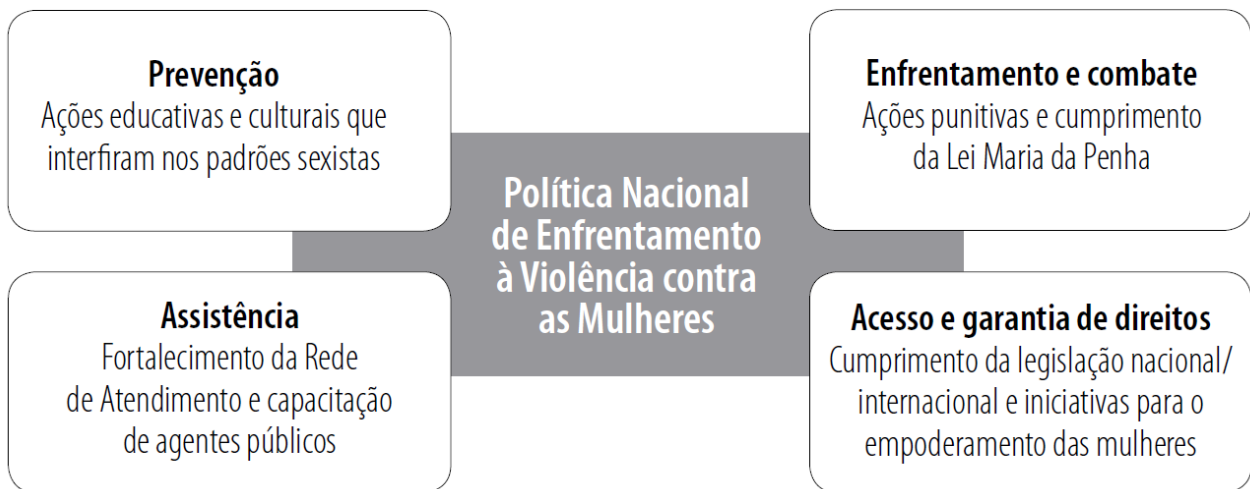 Prevenção
Ações educativas e culturais que
interfiram nos padrões sexistas
Enfrentamento e combate
Ações punitivas e cumprimento
da Lei Maria da Penha
Política Nacional
de Enfrentamento
à Violência contra
as Mulheres
Assistência
Fortalecimento da Rede
de Atendimento e capacitação
de agentes públicos
Acesso e garantia de direitos
Cumprimento da legislação nacional/
internacional e iniciativas para o
empoderamento das mulheres